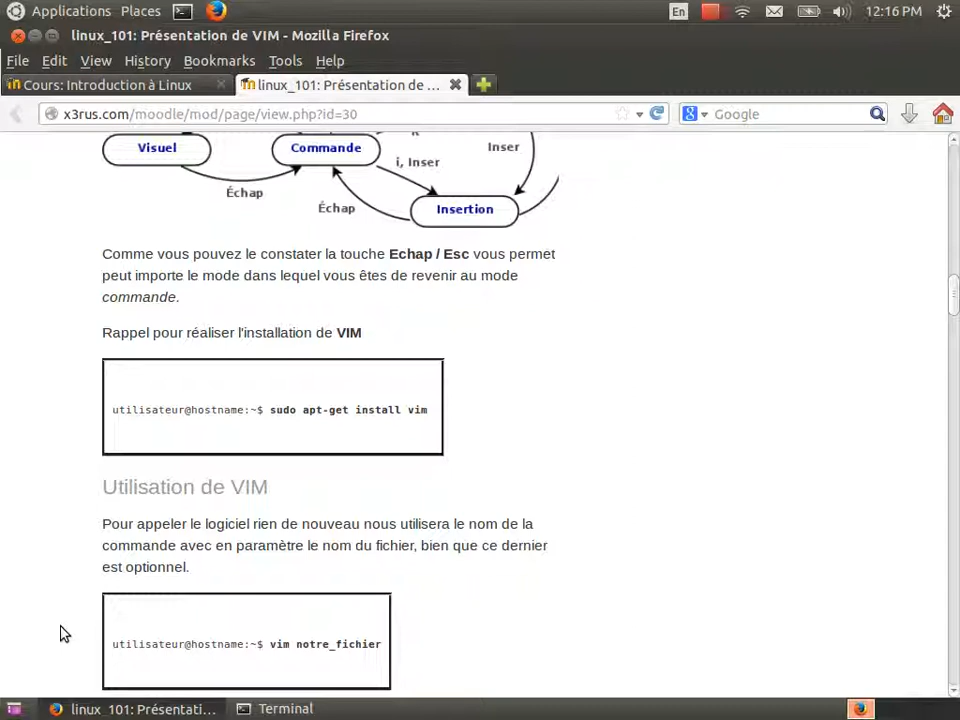 Applications Places En 12:16 PM
linux_101: Présentation de VIM - Mozilla Firefox
File Edit View History Bookmarks Tools Help
Cours: Introduction à Linux linux_101: Présentation de ...
x3rus.com/moodle/mod/page/view.php?id=30 Google
Visuel Commande Inser
i, Inser
Échap
Échap Insertion
Comme vous pouvez le constater la touche Echap / Esc vous permet
peut importe le mode dans lequel vous êtes de revenir au mode
commande.
Rappel pour réaliser l'installation de VIM
utilisateur@hostname:~$ sudo apt-get install vim
Utilisation de VIM
Pour appeler le logiciel rien de nouveau nous utilisera le nom de la
commande avec en paramètre le nom du fichier, bien que ce dernier
est optionnel.
utilisateur@hostname:~$ vim notre_fichier
linux_101: Présentati... Terminal